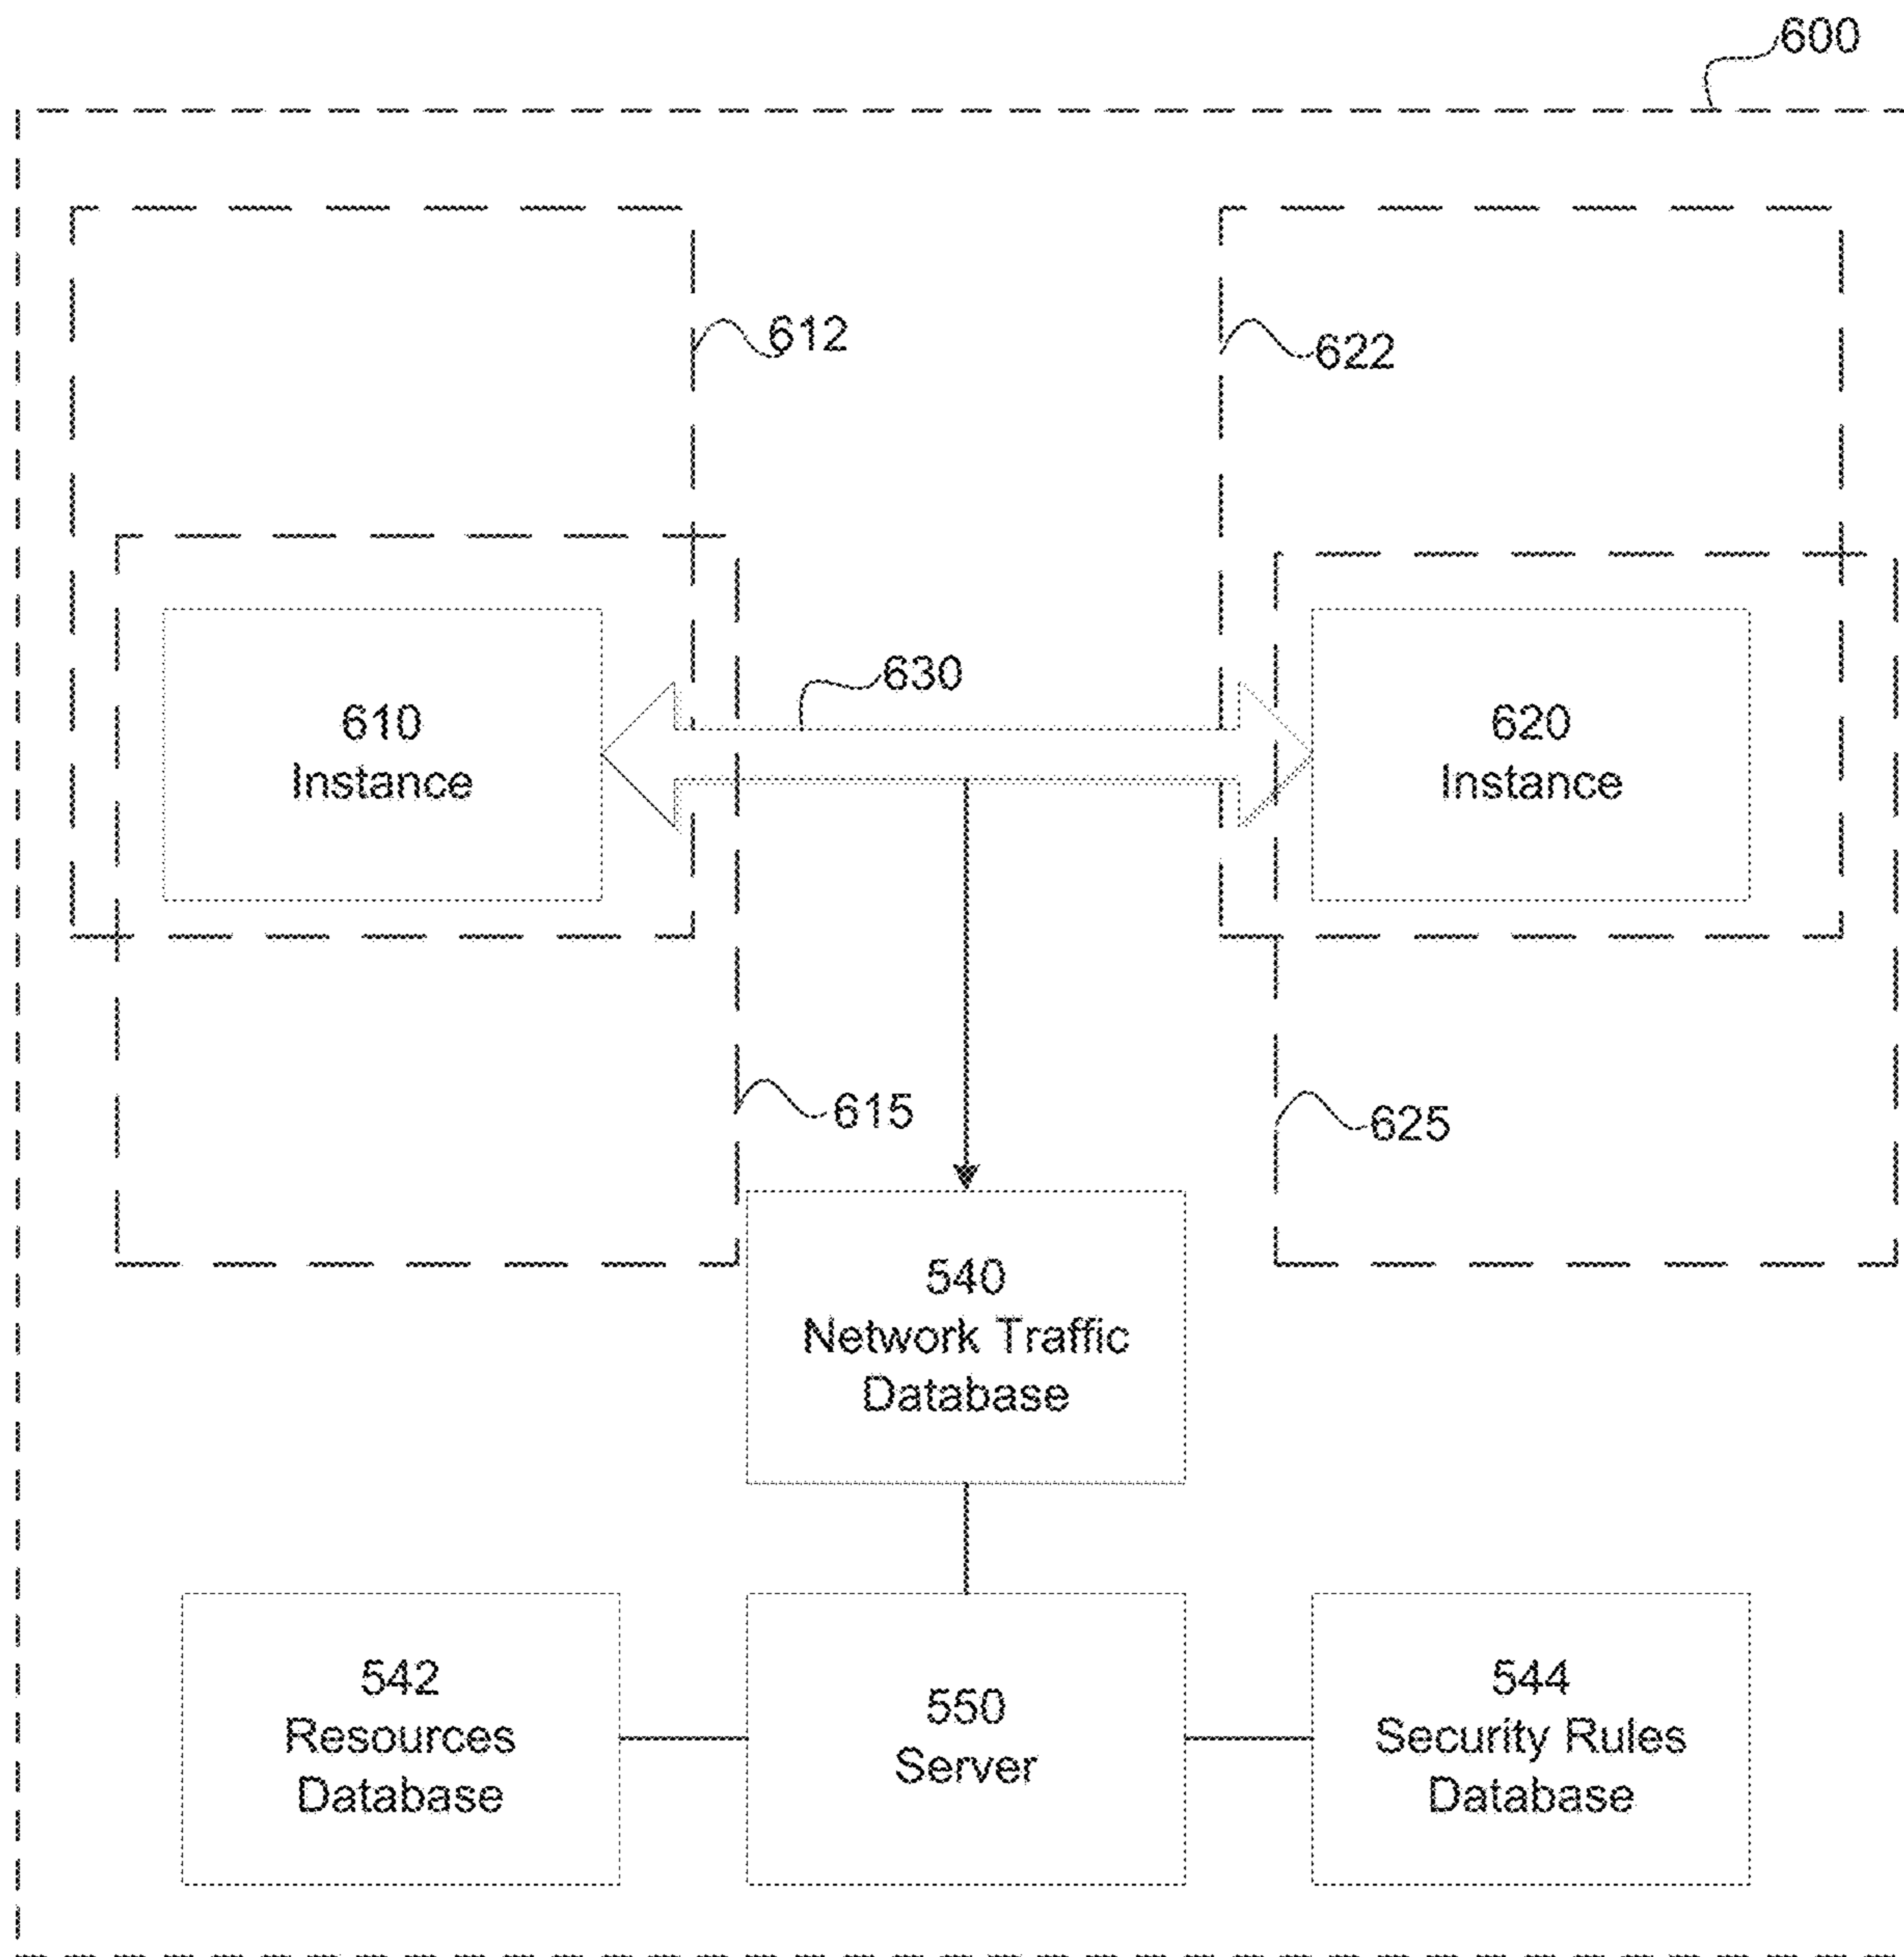 600
612
622
630
610
Instance
620
Instance
615
625
540
Network Traffic
Database
542
Resources
Database
550
Server
544
Security Rules
Database